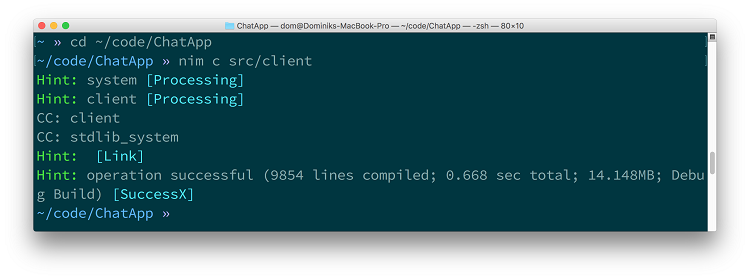 ChatApp — dom@Dominiks-MacBook-Pro — ~/code/ChatApp — -zsh — 80×10
~ » cd ~/code/ChatApp
~/code/ChatApp » nim c src/client
Hint: system [Processing]
Hint: client [Processing]
CC: client
CC: stdlib_system
Hint:  [Link]
Hint: operation successful (9854 lines compiled; 0.668 sec total; 14.148MB; Debu
g Build) [SuccessX]
~/code/ChatApp »